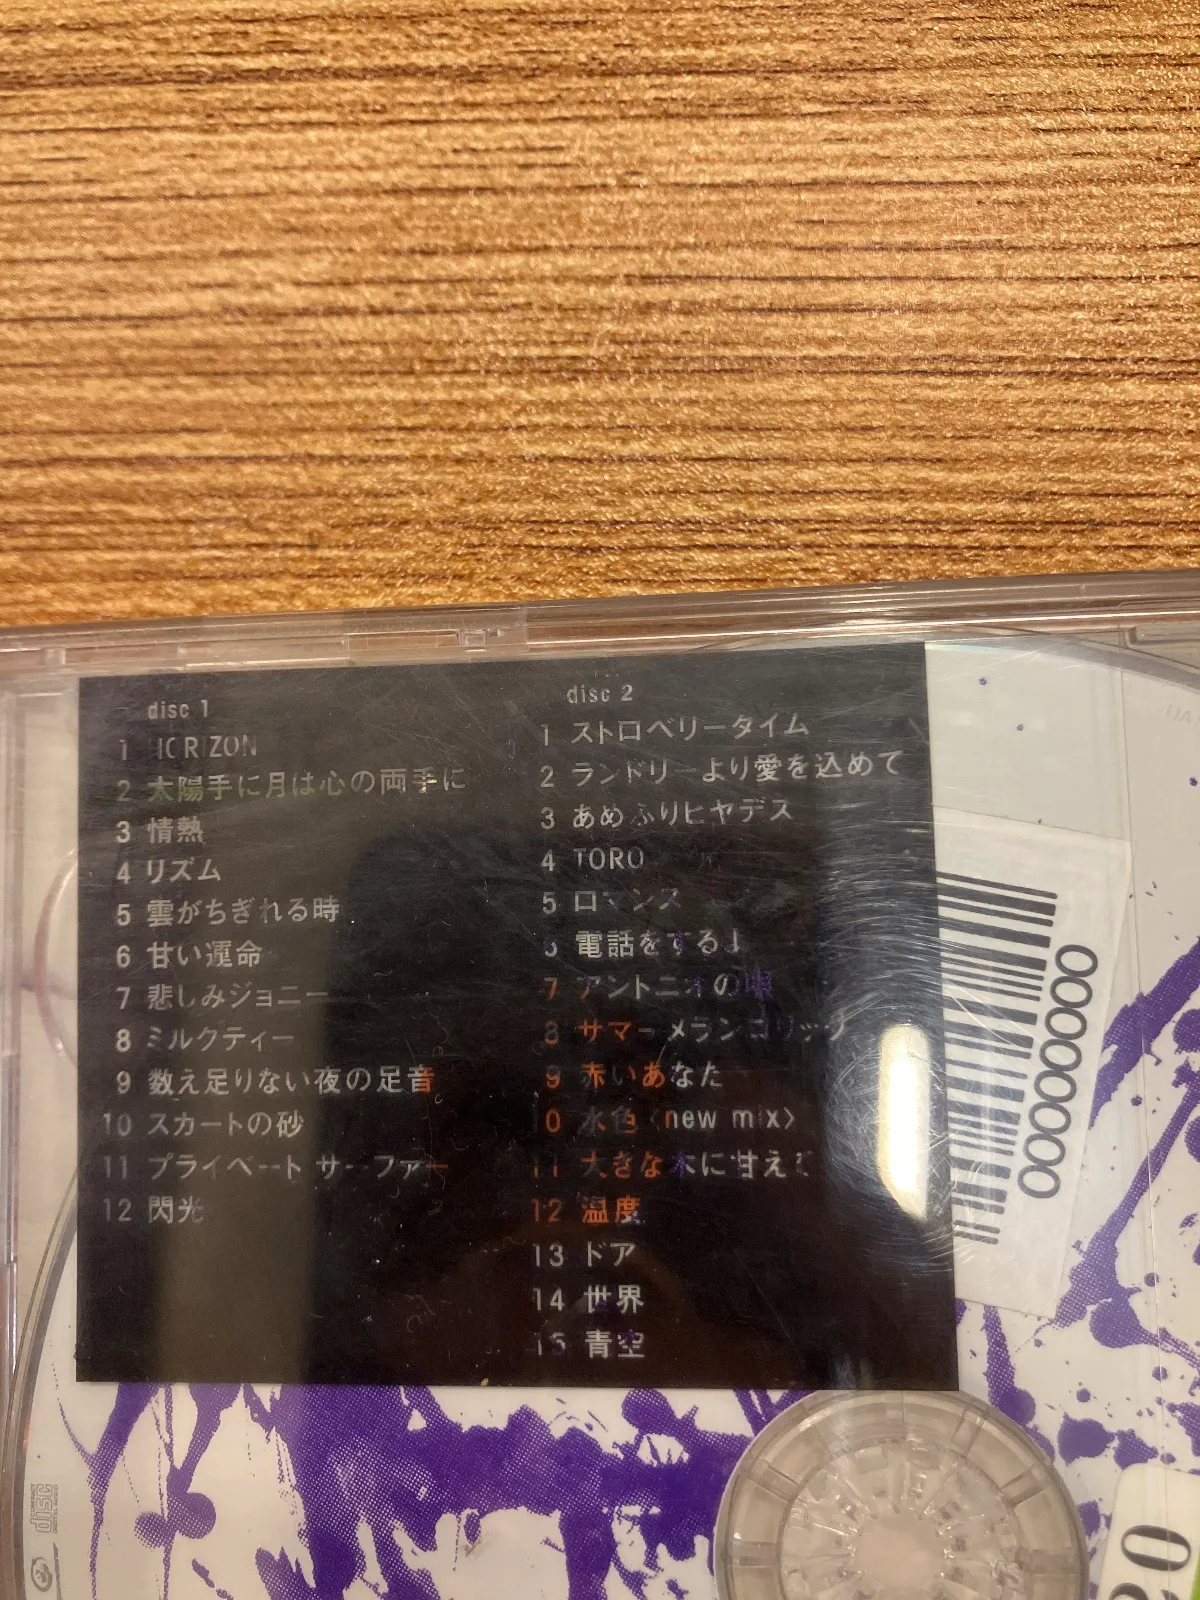 disc 1
1 HORIZON
2 太陽手に月は心の両手に
3 情熱
4 リズム
5 雲がちぎれる時
6 甘い運命
7 悲しみジョニー
8 ミルクティー
9 数え足りない夜の足音
10 スカートの砂
11 プライベート サーファー
12 閃光
disc 2
1 ストロベリータイム
2 ランドリーより愛を込めて
3 あめふりヒヤデス
4 TORO
5 ロマンス
6 電話をするよ
7 アントニオの唄
8 サマーメランコリック
9 赤いあなた
10 水色〈new mix〉
11 大きな木に甘えて
12 温度
13 ドア
14 世界
15 青空
00000000
20
disc